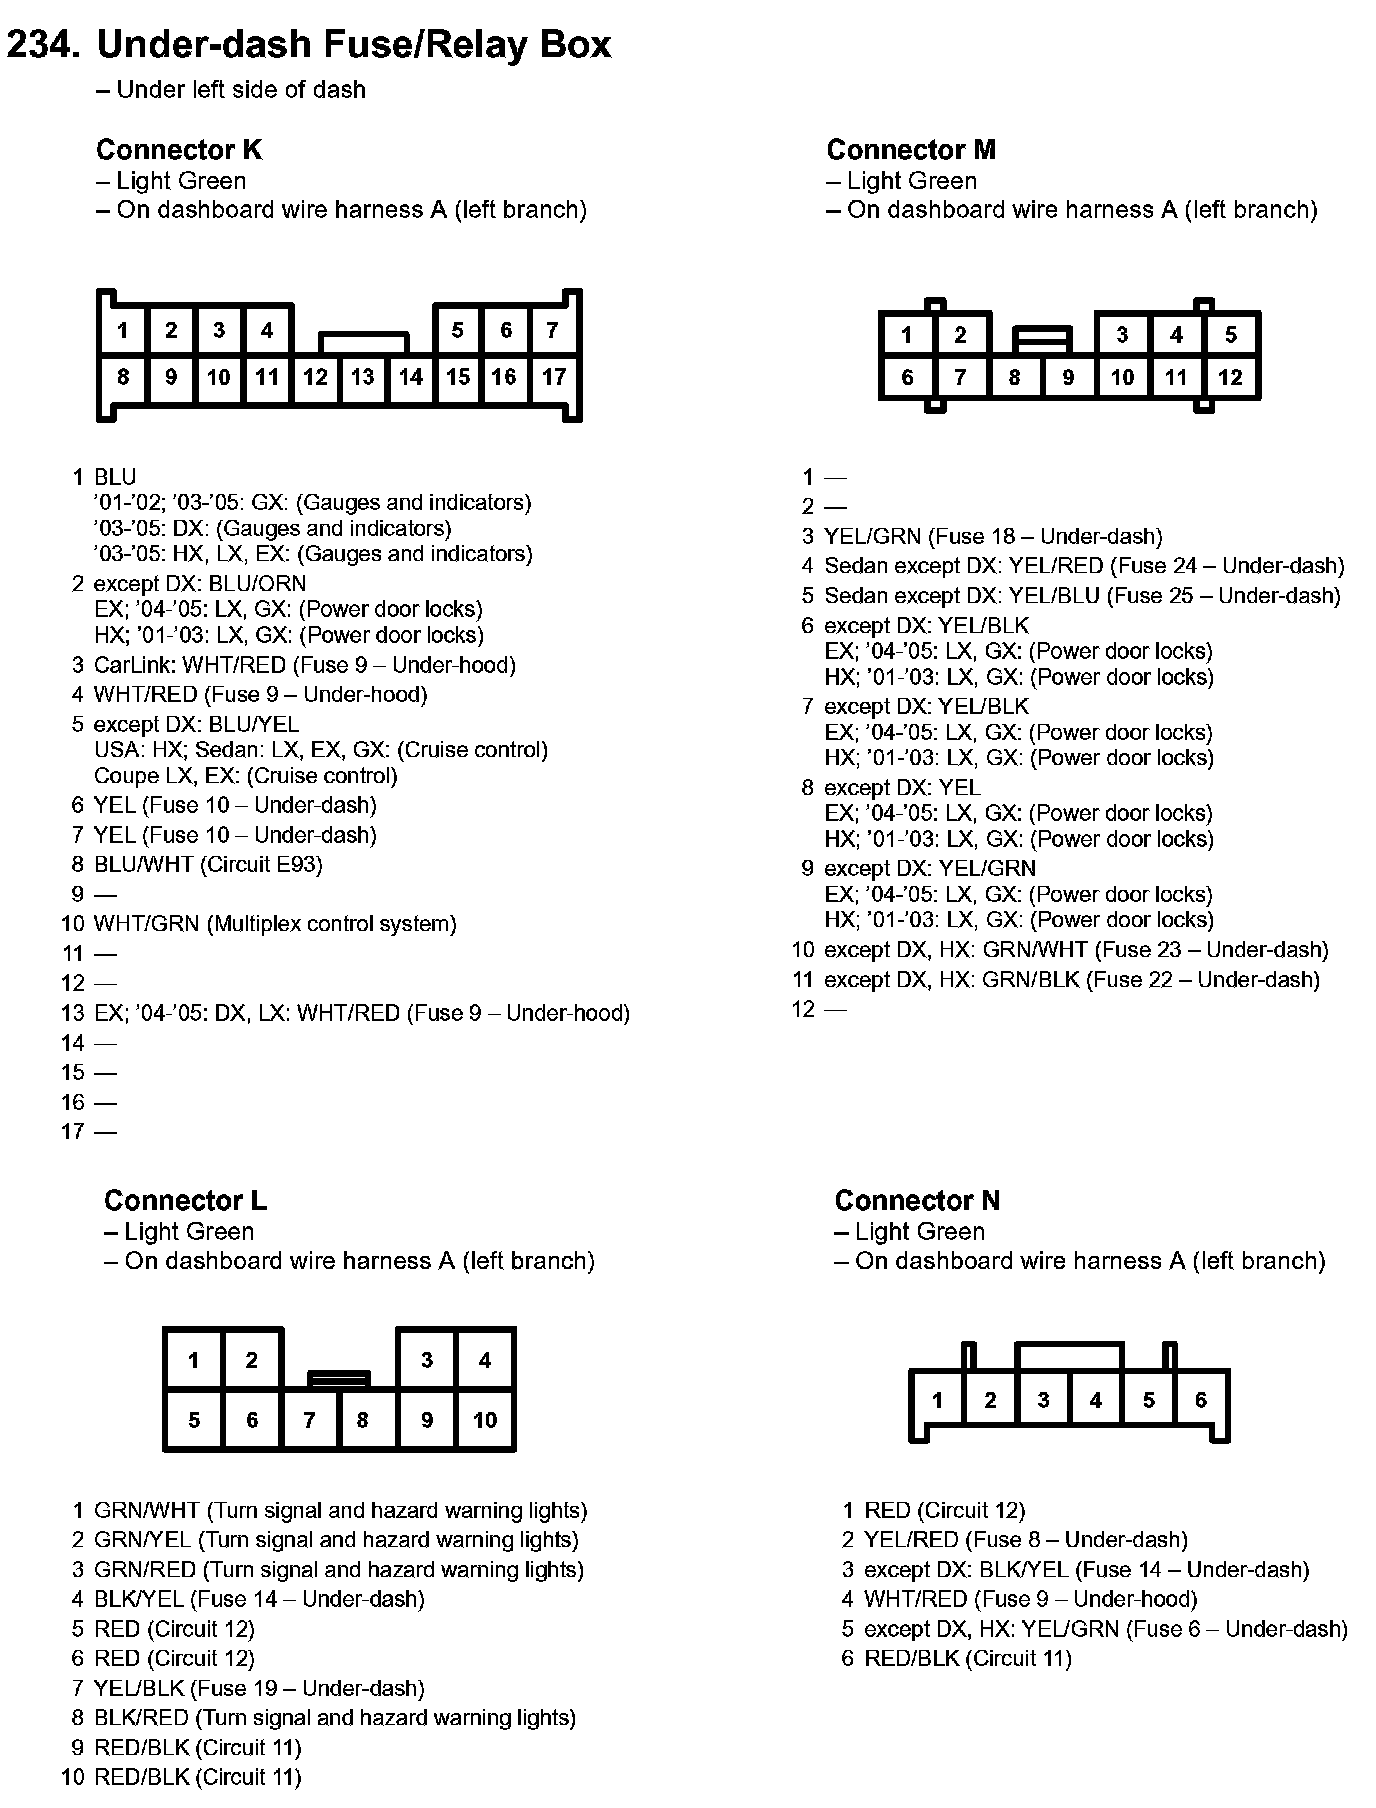 234. Under-dash Fuse/Relay Box
– Under left side of dash
Connector K
– Light Green
– On dashboard wire harness A (left branch)
1 2 3 4 5 6 7
8 9 10 11 12 13 14 15 16 17
1 BLU
’01-’02; ’03-’05: GX: (Gauges and indicators)
’03-’05: DX: (Gauges and indicators)
’03-’05: HX, LX, EX: (Gauges and indicators)
2 except DX: BLU/ORN
EX; ’04-’05: LX, GX: (Power door locks)
HX; ’01-’03: LX, GX: (Power door locks)
3 CarLink: WHT/RED (Fuse 9 – Under-hood)
4 WHT/RED (Fuse 9 – Under-hood)
5 except DX: BLU/YEL
USA: HX; Sedan: LX, EX, GX: (Cruise control)
Coupe LX, EX: (Cruise control)
6 YEL (Fuse 10 – Under-dash)
7 YEL (Fuse 10 – Under-dash)
8 BLU/WHT (Circuit E93)
9 —
10 WHT/GRN (Multiplex control system)
11 —
12 —
13 EX; ’04-’05: DX, LX: WHT/RED (Fuse 9 – Under-hood)
14 —
15 —
16 —
17 —
Connector M
– Light Green
– On dashboard wire harness A (left branch)
1 2 3 4 5
6 7 8 9 10 11 12
1 —
2 —
3 YEL/GRN (Fuse 18 – Under-dash)
4 Sedan except DX: YEL/RED (Fuse 24 – Under-dash)
5 Sedan except DX: YEL/BLU (Fuse 25 – Under-dash)
6 except DX: YEL/BLK
EX; ’04-’05: LX, GX: (Power door locks)
HX; ’01-’03: LX, GX: (Power door locks)
7 except DX: YEL/BLK
EX; ’04-’05: LX, GX: (Power door locks)
HX; ’01-’03: LX, GX: (Power door locks)
8 except DX: YEL
EX; ’04-’05: LX, GX: (Power door locks)
HX; ’01-’03: LX, GX: (Power door locks)
9 except DX: YEL/GRN
EX; ’04-’05: LX, GX: (Power door locks)
HX; ’01-’03: LX, GX: (Power door locks)
10 except DX, HX: GRN/WHT (Fuse 23 – Under-dash)
11 except DX, HX: GRN/BLK (Fuse 22 – Under-dash)
12 —
Connector L
– Light Green
– On dashboard wire harness A (left branch)
1 2 3 4
5 6 7 8 9 10
1 GRN/WHT (Turn signal and hazard warning lights)
2 GRN/YEL (Turn signal and hazard warning lights)
3 GRN/RED (Turn signal and hazard warning lights)
4 BLK/YEL (Fuse 14 – Under-dash)
5 RED (Circuit 12)
6 RED (Circuit 12)
7 YEL/BLK (Fuse 19 – Under-dash)
8 BLK/RED (Turn signal and hazard warning lights)
9 RED/BLK (Circuit 11)
10 RED/BLK (Circuit 11)
Connector N
– Light Green
– On dashboard wire harness A (left branch)
1 2 3 4 5 6
1 RED (Circuit 12)
2 YEL/RED (Fuse 8 – Under-dash)
3 except DX: BLK/YEL (Fuse 14 – Under-dash)
4 WHT/RED (Fuse 9 – Under-hood)
5 except DX, HX: YEL/GRN (Fuse 6 – Under-dash)
6 RED/BLK (Circuit 11)